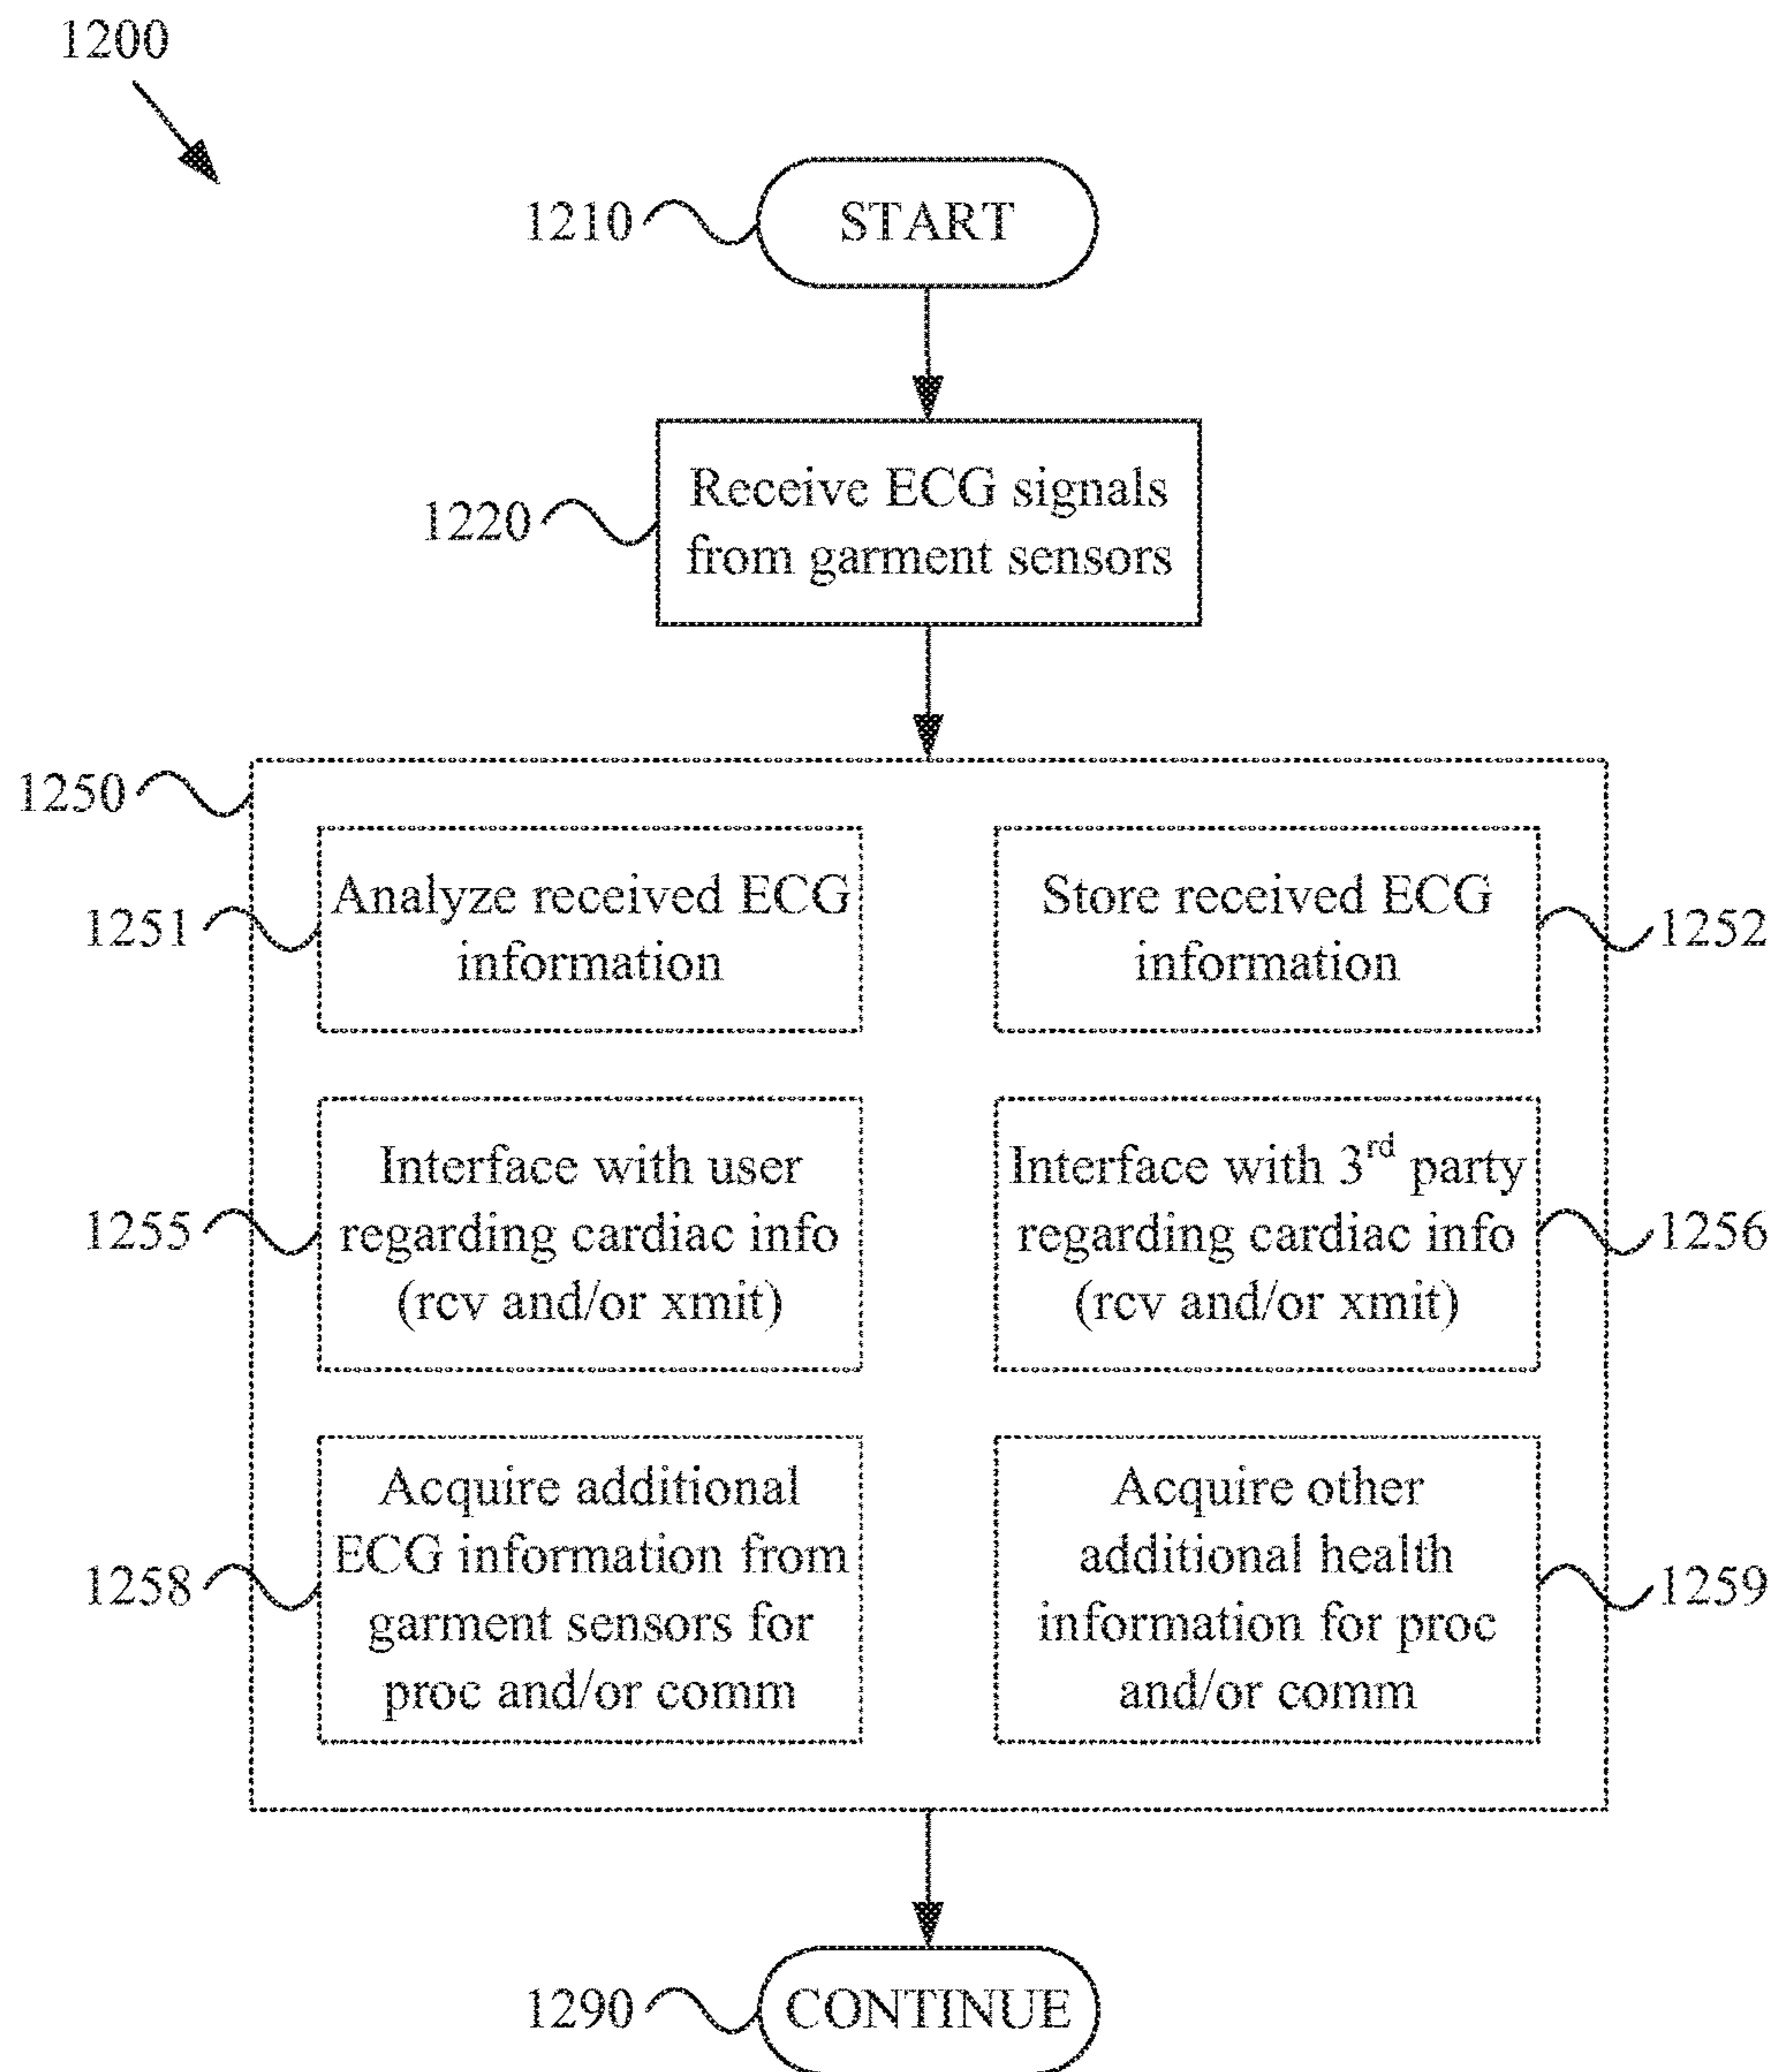 1200
1210
START
1220
Receive ECG signals
from garment sensors
1250
1251
Analyze received ECG
information
Store received ECG
information
1252
1255
Interface with user
regarding cardiac info
(rcv and/or xmit)
Interface with 3rd party
regarding cardiac info
(rcv and/or xmit)
1256
1258
Acquire additional
ECG information from
garment sensors for
proc and/or comm
Acquire other
additional health
information for proc
and/or comm
1259
1290
CONTINUE